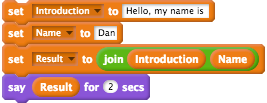 set Introduction to Hello, my name is
set Name to Dan
set Result to join Introduction Name
say Result for 2 secs